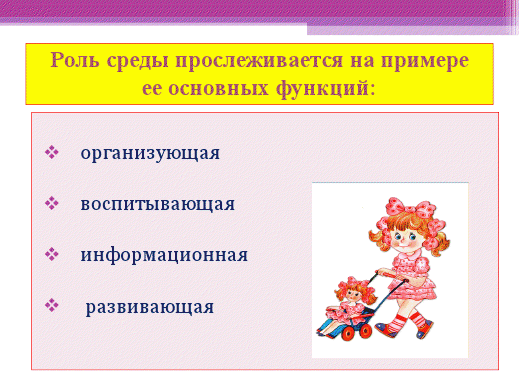 Роль среды прослеживается на примере
ее основных функций:
организующая
воспитывающая
информационная
развивающая